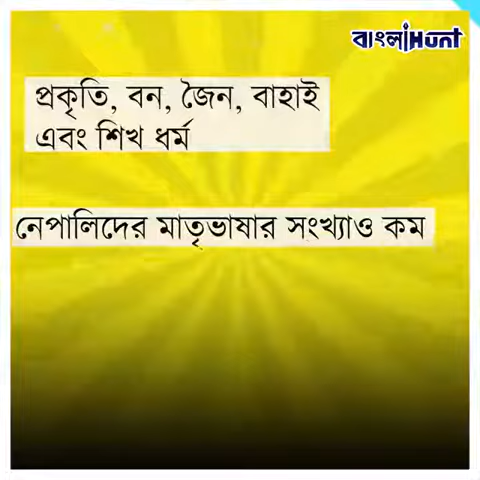 বাংলাHunt
প্রকৃতি, বন, জৈন, বাহাই
এবং শিখ ধর্ম
নেপালিদের মাতৃভাষার সংখ্যাও কম